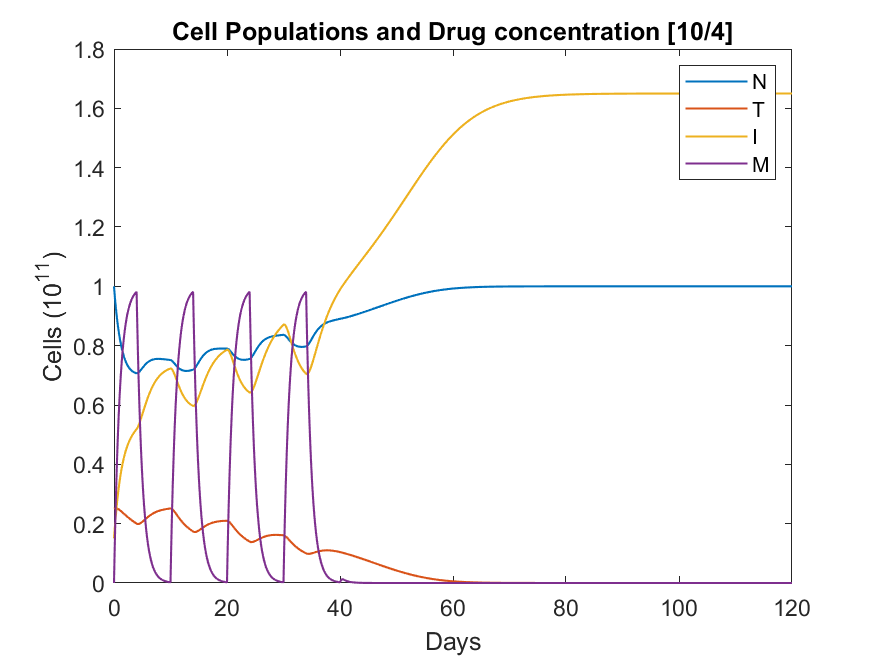 Cell Populations and Drug concentration [10/4]
1.8
1.6
1.4
1.2
1
0.8
0.6
0.4
0.2
0
Cells (10^11)
0 20 40 60 80 100 120
Days
N
T
I
M